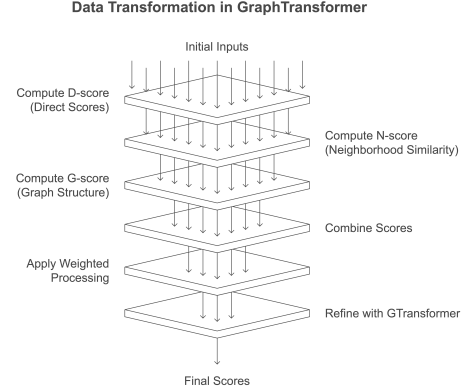 Data Transformation in GraphTransformer
Initial Inputs
Compute D-score
(Direct Scores)
Compute N-score
(Neighborhood Similarity)
Compute G-score
(Graph Structure)
Combine Scores
Apply Weighted
Processing
Refine with GTransformer
Final Scores